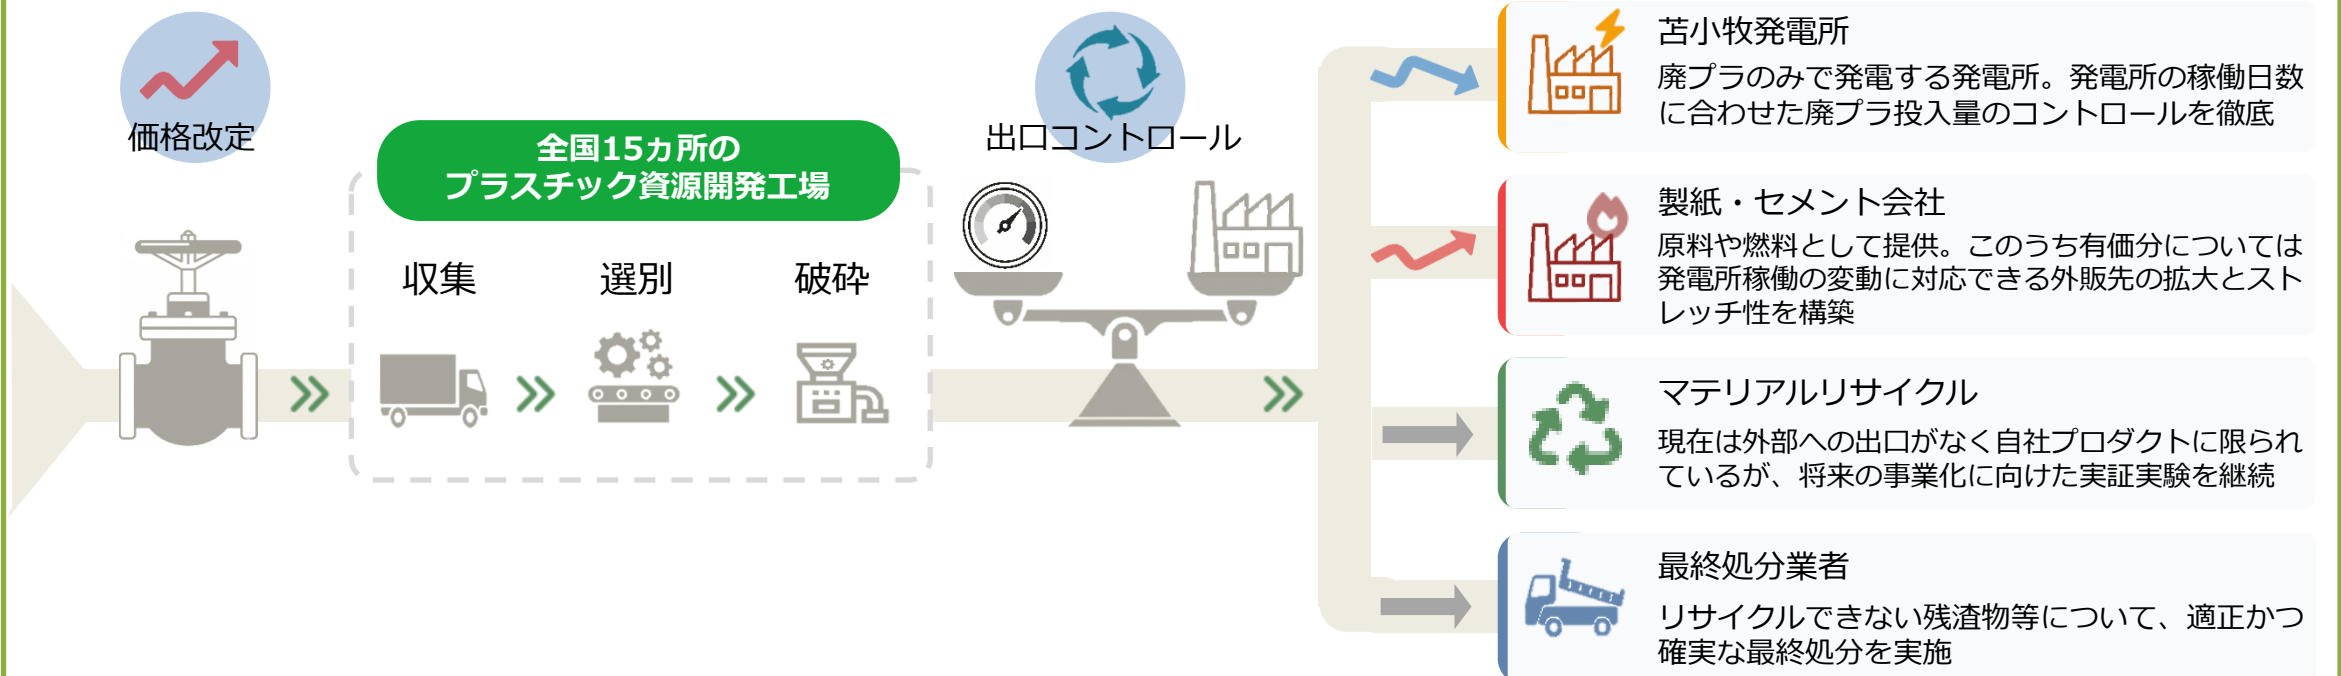 価格改定
全国15ヵ所の
プラスチック資源開発工場
収集
選別
破砕
出口コントロール
苫小牧発電所
廃プラのみで発電する発電所。発電所の稼働日数
に合わせた廃プラ投入量のコントロールを徹底
製紙・セメント会社
原料や燃料として提供。このうち有価分については
発電所稼働の変動に対応できる外販先の拡大とスト
レッチ性を構築
マテリアルリサイクル
現在は外部への出口がなく自社プロダクトに限られ
ているが、将来の事業化に向けた実証実験を継続
最終処分業者
リサイクルできない残渣物等について、適正かつ
確実な最終処分を実施